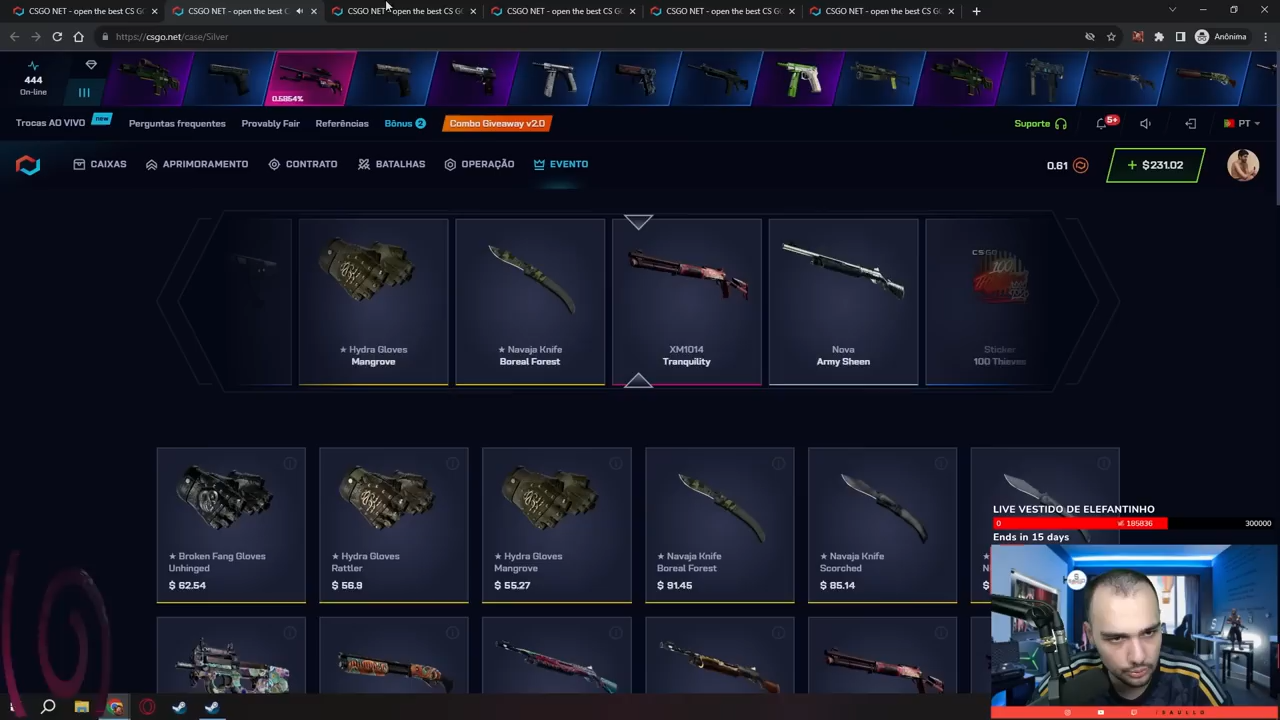 CSGO NET - open the best CS G
CSGO NET - open the best C
CSGO NET - open the best CS G
CSGO NET - open the best CS G
CSGO NET - open the best CS G
CSGO NET - open the best CS G
https://csgo.net/case/Silver
Anônima
444
On-line
0.5854%
Trocas AO VIVO new
Perguntas frequentes
Provably Fair
Referências
Bônus 2
Combo Giveaway v2.0
Suporte
5+
PT
CAIXAS
APRIMORAMENTO
CONTRATO
BATALHAS
OPERAÇÃO
EVENTO
0.61
+ $231.02
★ Hydra Gloves
Mangrove
★ Navaja Knife
Boreal Forest
XM1014
Tranquility
Nova
Army Sheen
Sticker
100 Thieves
★ Broken Fang Gloves
Unhinged
$ 62.54
★ Hydra Gloves
Rattler
$ 56.9
★ Hydra Gloves
Mangrove
$ 55.27
★ Navaja Knife
Boreal Forest
$ 91.45
★ Navaja Knife
Scorched
$ 85.14
LIVE VESTIDO DE ELEFANTINHO
0
185836
300000
Ends in 15 days